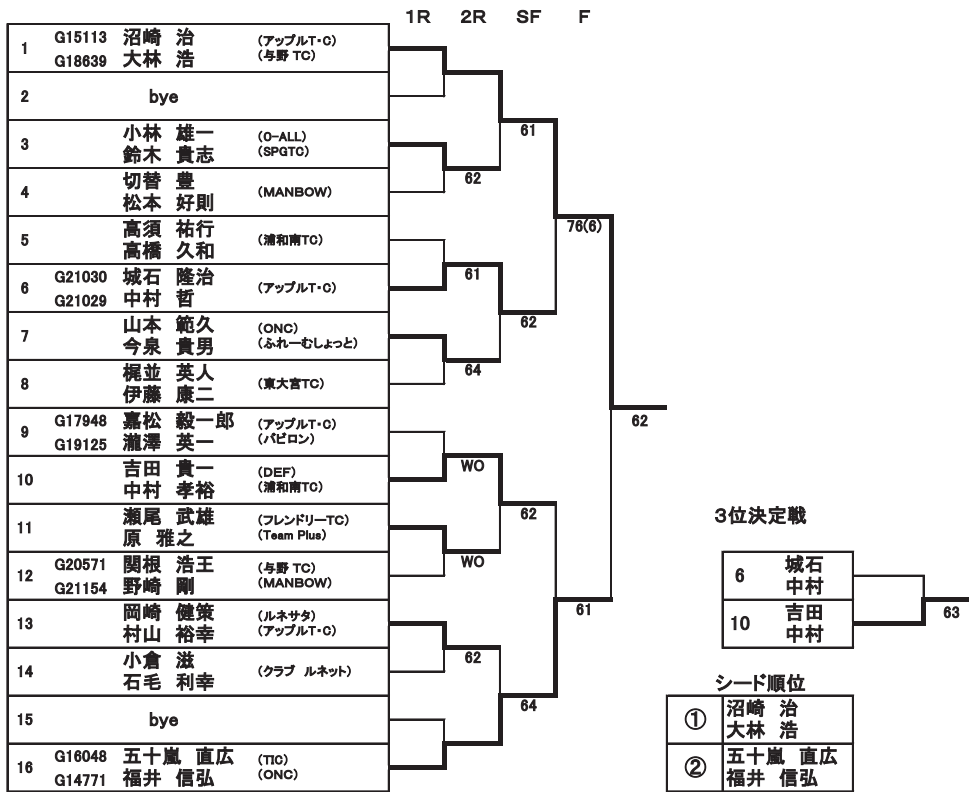 1R 2R SF F
1 G15113 沼崎 治 (アップルT・C)
G18639 大林 浩 (与野 TC)
2 bye
3 小林 雄一 (O-ALL)
鈴木 貴志 (SPGTC)
4 切替 豊 (MANBOW)
松本 好則
5 高須 祐行 (浦和南TC)
高橋 久和
6 G21030 城石 隆治 (アップルT・C)
G21029 中村 哲
7 山本 範久 (ONC)
今泉 貴男 (ふれーむしょっと)
8 梶並 英人 (東大宮TC)
伊藤 康二
9 G17948 嘉松 毅一郎 (アップルT・C)
G19125 瀧澤 英一 (バビロン)
10 吉田 貴一 (DEF)
中村 孝裕 (浦和南TC)
11 瀬尾 武雄 (フレンドリーTC)
原 雅之 (Team Plus)
12 G20571 関根 浩王 (与野 TC)
G21154 野崎 剛 (MANBOW)
13 岡崎 健策 (ルネサタ)
村山 裕幸 (アップルT・C)
14 小倉 滋 (クラブ ルネット)
石毛 利幸
15 bye
16 G16048 五十嵐 直広 (TIC)
G14771 福井 信弘 (ONC)
62
61
64
WO
WO
62
61
62
62
64
76(6)
61
62
3位決定戦
6 城石
中村
10 吉田
中村
63
シード順位
① 沼崎 治
大林 浩
② 五十嵐 直広
福井 信弘